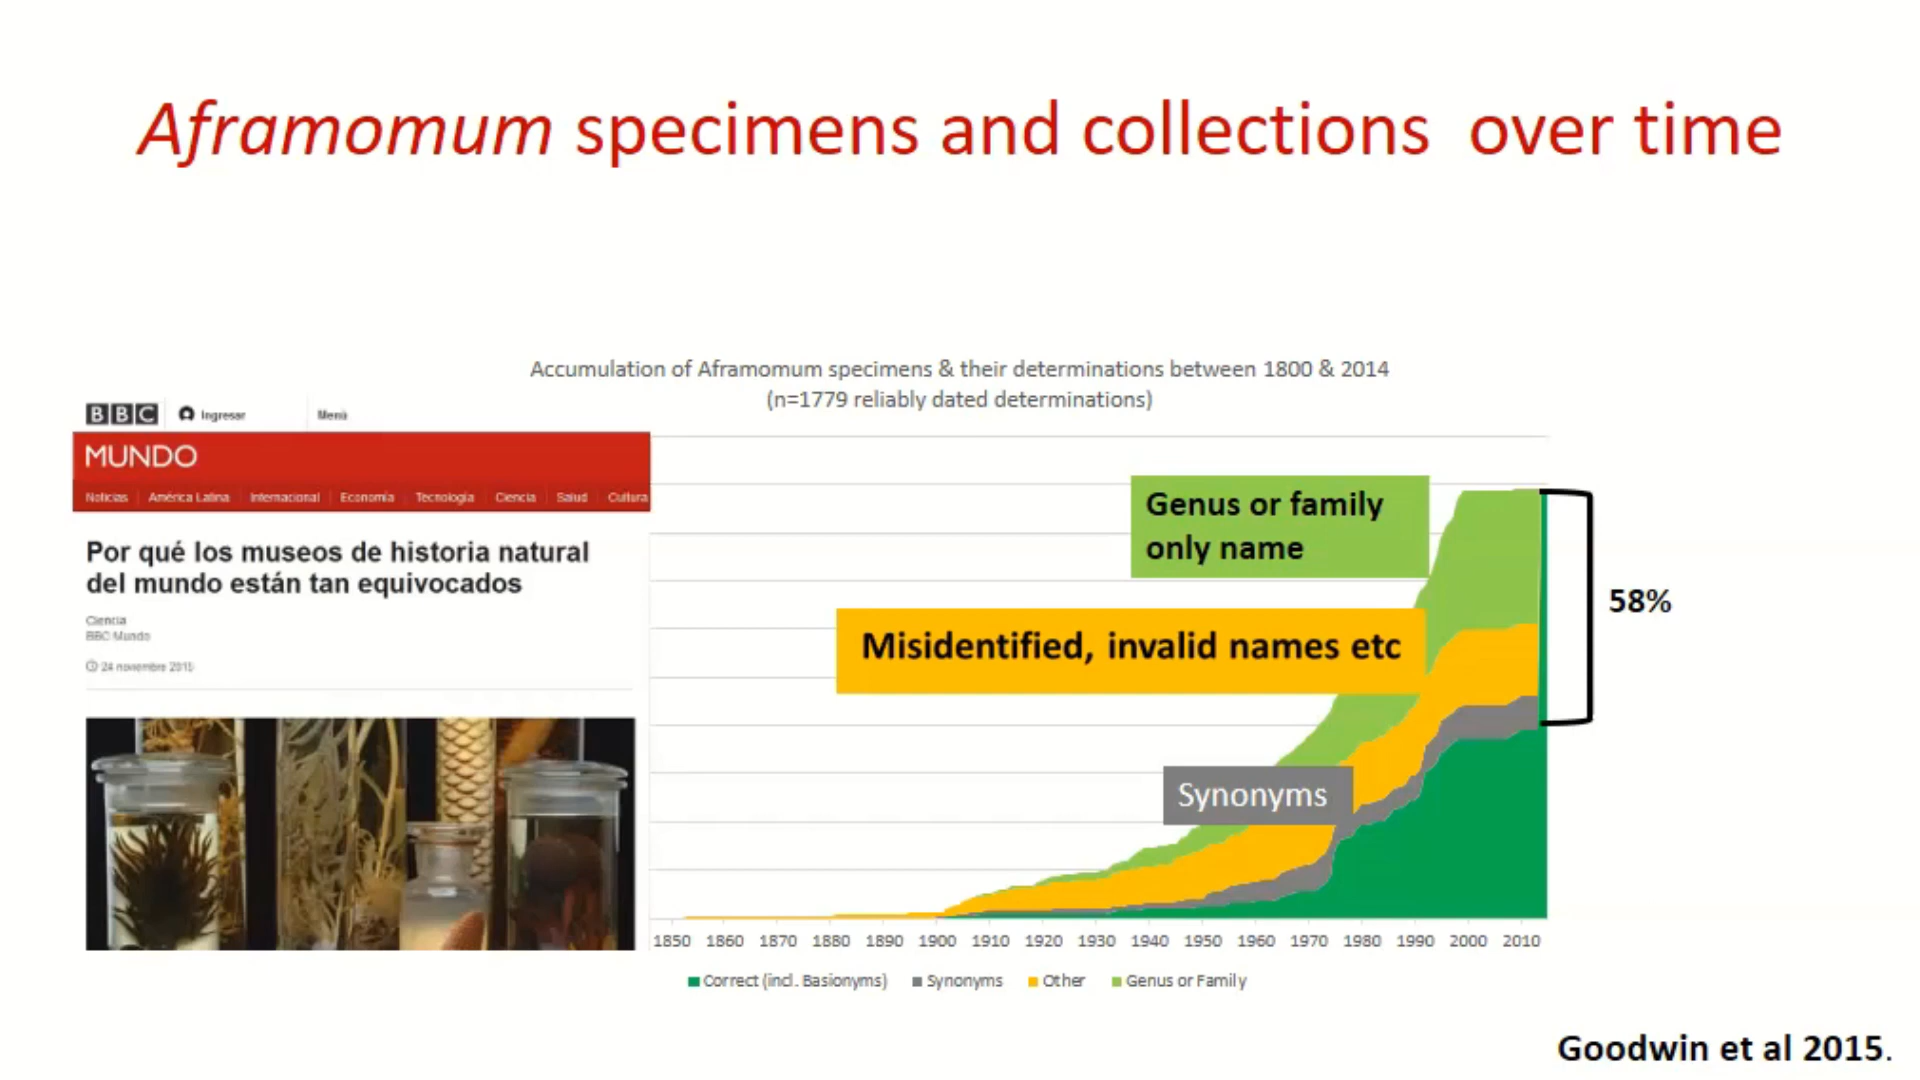 Aframomum specimens and collections over time
Accumulation of Aframomum specimens & their determinations between 1800 & 2014
(n=1779 reliably dated determinations)
BBC Ingresar Menú
MUNDO
Noticias América Latina Internacional Economía Tecnología Ciencia Salud Cultura
Por qué los museos de historia natural
del mundo están tan equivocados
Ciencia
BBC Mundo
24 noviembre 2015
Genus or family
only name
58%
Misidentified, invalid names etc
Synonyms
1850 1860 1870 1880 1890 1900 1910 1920 1930 1940 1950 1960 1970 1980 1990 2000 2010
Correct (incl. Basionyms) Synonyms Other Genus or Family
Goodwin et al 2015.